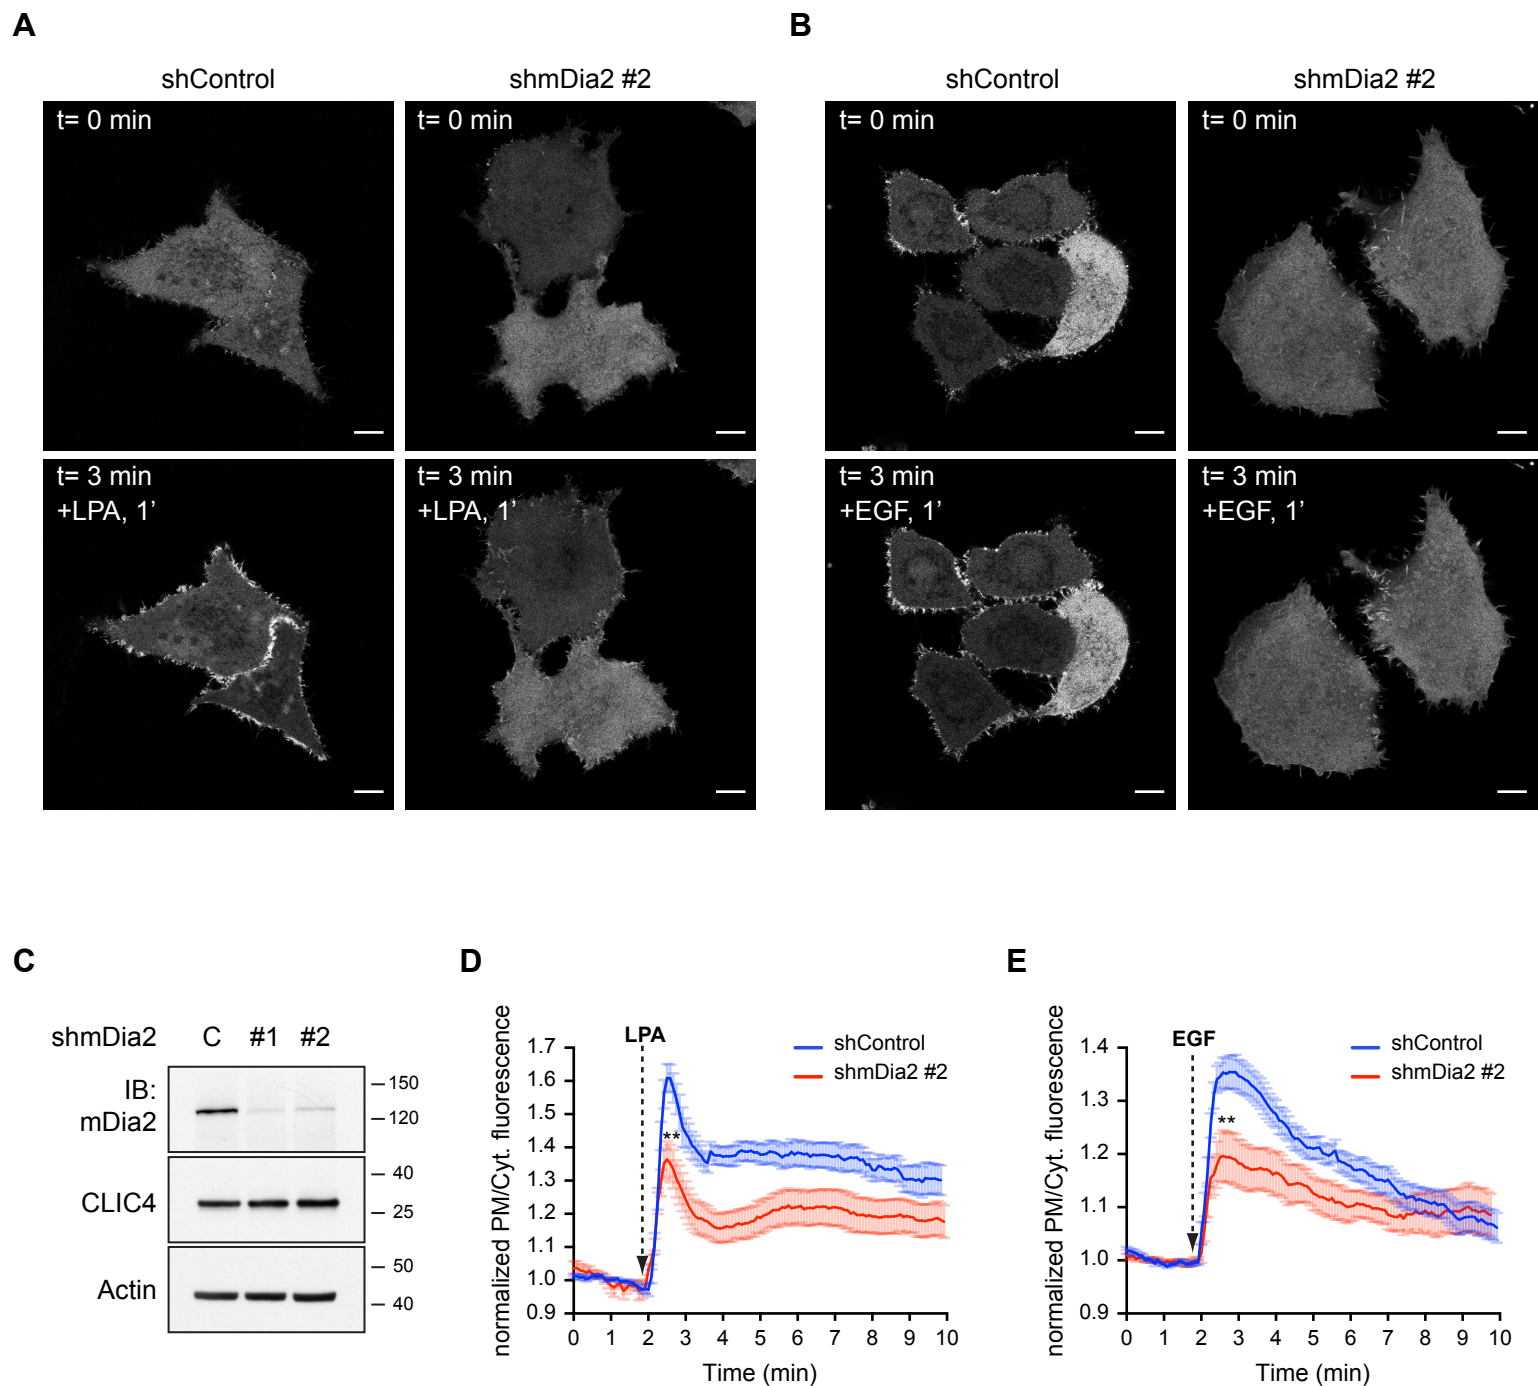 A
B
shControl
shmDia2 #2
shControl
shmDia2 #2
t= 0 min
t= 0 min
t= 0 min
t= 0 min
t= 3 min
+LPA, 1’
t= 3 min
+LPA, 1’
t= 3 min
+EGF, 1’
t= 3 min
+EGF, 1’
C
shmDia2 C #1 #2
IB:
mDia2
150
120
CLIC4
40
25
Actin
50
40
D
normalized PM/Cyt. fluorescence
LPA
shControl
shmDia2 #2
**
1.7
1.6
1.5
1.4
1.3
1.2
1.1
1.0
0.9
0 1 2 3 4 5 6 7 8 9 10
Time (min)
E
normalized PM/Cyt. fluorescence
EGF
shControl
shmDia2 #2
**
1.4
1.3
1.2
1.1
1.0
0.9
0 1 2 3 4 5 6 7 8 9 10
Time (min)